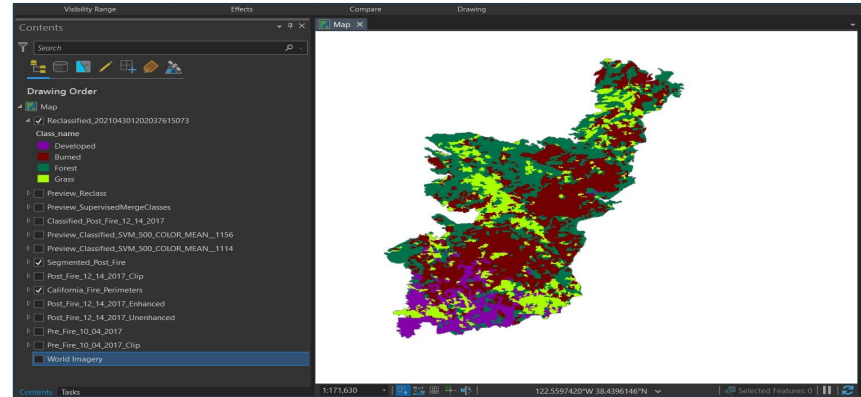 Visibility Range Effects Compare Drawing
Contents
Map
Search
Drawing Order
Map
Reclassified_202104301202037615073
Class_name
Developed
Burned
Forest
Grass
Preview_Reclass
Preview_SupervisedMergeClasses
Classified_Post_Fire_12_14_2017
Preview_Classified_SVM_500_COLOR_MEAN__1156
Preview_Classified_SVM_500_COLOR_MEAN__1114
Segmented_Post_Fire
Post_Fire_12_14_2017_Clip
California_Fire_Perimeters
Post_Fire_12_14_2017_Enhanced
Post_Fire_12_14_2017_Unenhanced
Pre_Fire_10_04_2017
Pre_Fire_10_04_2017_Clip
World Imagery
Contents Tasks
1:171,630 122.5597420°W 38.4396146°N Selected Features: 0